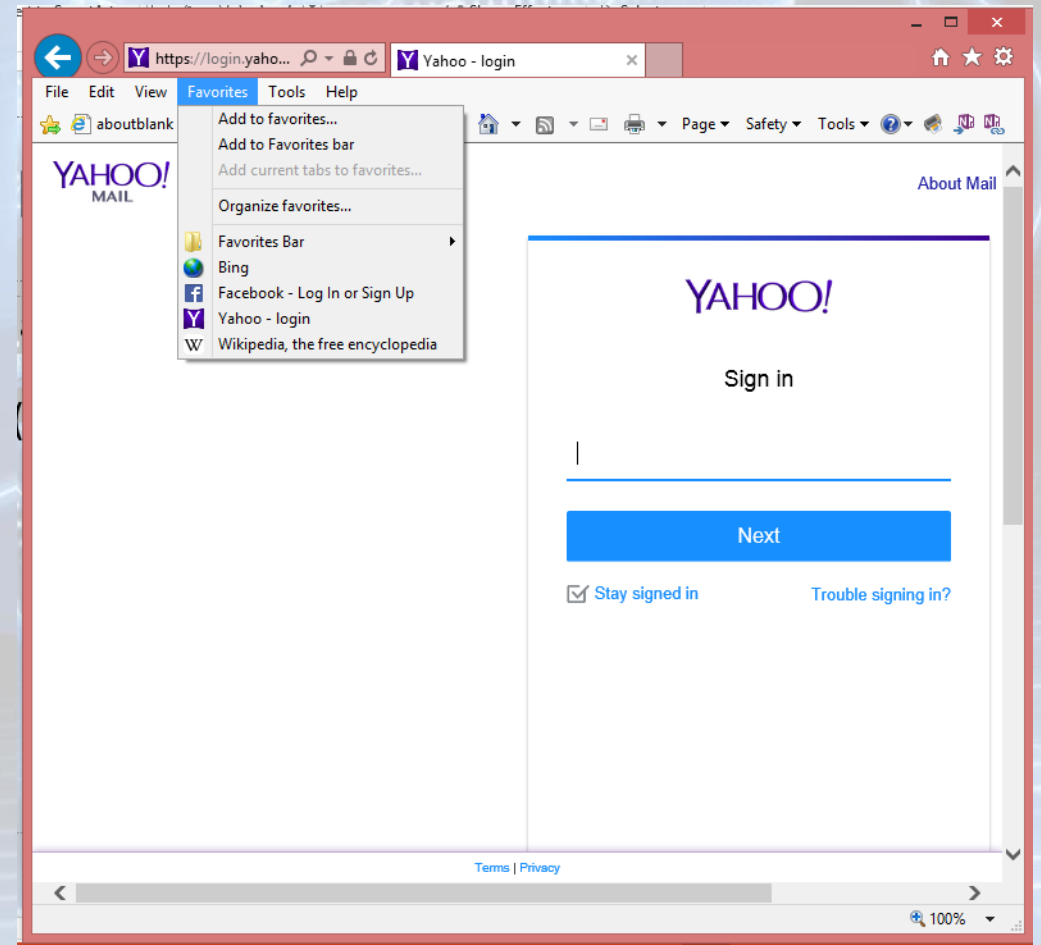 https://login.yaho...
Yahoo - login
File Edit View Favorites Tools Help
aboutblank
Page Safety Tools
Add to favorites...
Add to Favorites bar
Add current tabs to favorites...
Organize favorites...
Favorites Bar
Bing
Facebook - Log In or Sign Up
Yahoo - login
W Wikipedia, the free encyclopedia
YAHOO!
MAIL
About Mail
YAHOO!
Sign in
Next
Stay signed in
Trouble signing in?
Terms | Privacy
100%